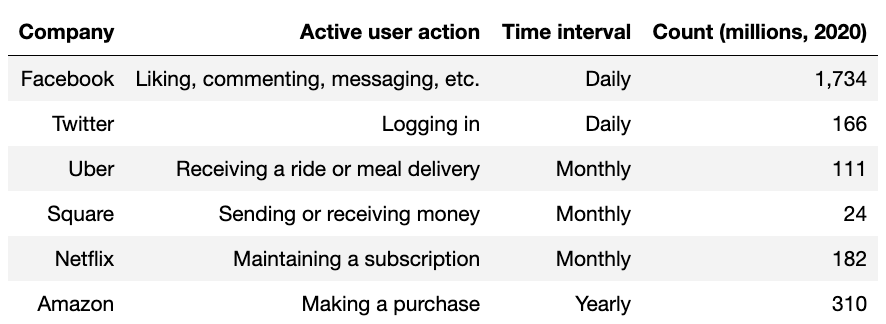 Company Active user action Time interval Count (millions, 2020)
Facebook Liking, commenting, messaging, etc. Daily 1,734
Twitter Logging in Daily 166
Uber Receiving a ride or meal delivery Monthly 111
Square Sending or receiving money Monthly 24
Netflix Maintaining a subscription Monthly 182
Amazon Making a purchase Yearly 310